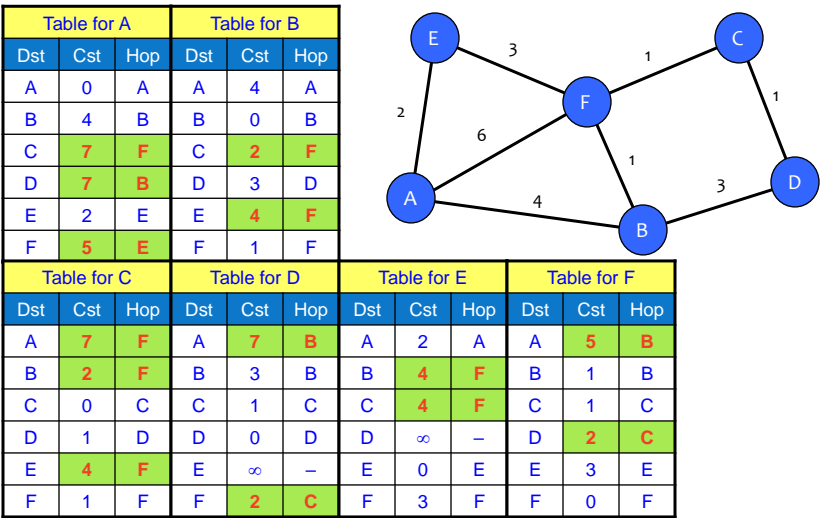 Table for A Table for B
Dst Cst Hop Dst Cst Hop
A 0 A A 4 A
B 4 B B 0 B
C 7 F C 2 F
D 7 B D 3 D
E 2 E E 4 F
F 5 E F 1 F
E
3
C
1
F
2
6
1
1
A
4
3
D
B
Table for C Table for D Table for E Table for F
Dst Cst Hop Dst Cst Hop Dst Cst Hop Dst Cst Hop
A 7 F A 7 B A 2 A A 5 B
B 2 F B 3 B B 4 F B 1 B
C 0 C C 1 C C 4 F C 1 C
D 1 D D 0 D D ∞ – D 2 C
E 4 F E ∞ – E 0 E E 3 E
F 1 F F 2 C F 3 F F 0 F